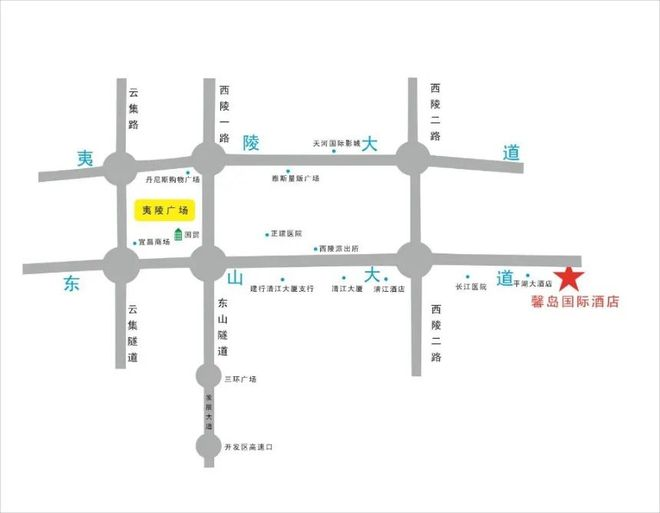 云集路
西陵一路
西陵二路
夷陵大道
天河国际影城
丹尼斯购物广场
雅斯量贩广场
夷陵广场
国贸
宜昌商场
正建医院
西陵派出所
东山大道
建行清江大厦支行
清江大厦
清江酒店
长江医院
平湖大酒店
馨岛国际酒店
云集隧道
东山隧道
西陵二路
三环广场
发展大道
开发区高速口